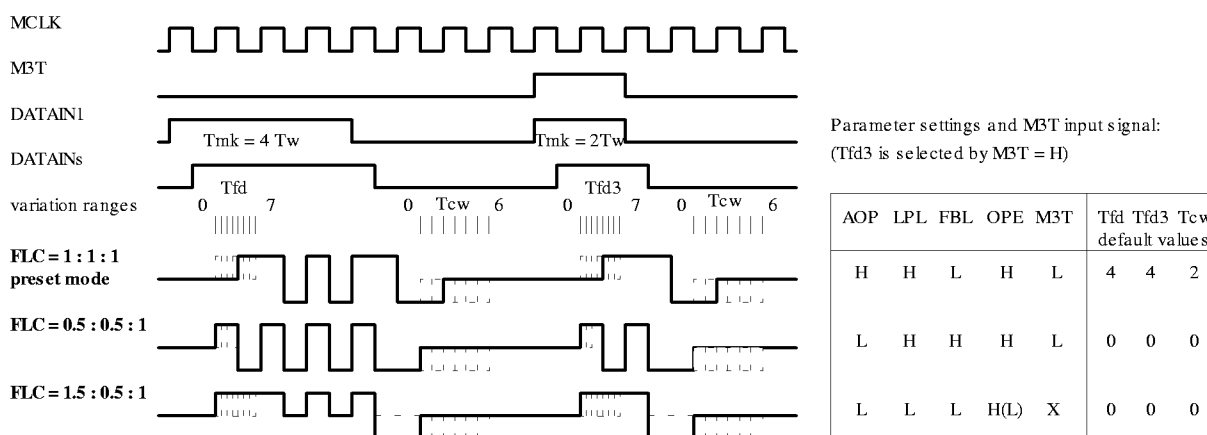 MCLK
M3T
DATAIN1
Tmk = 4 Tw
Tmk = 2Tw
DATAINs
Tfd
Tfd3
variation ranges
0 7 0 Tcw 6 0 7 0 Tcw 6
FLC = 1 : 1 : 1
preset mode
FLC = 0.5 : 0.5 : 1
FLC = 1.5 : 0.5 : 1
Parameter settings and M3T input signal:
(Tfd3 is selected by M3T = H)
AOP LPL FBL OPE M3T Tfd Tfd3 Tcw
default values
H H L H L 4 4 2
L H H H L 0 0 0
L L L H(L) X 0 0 0